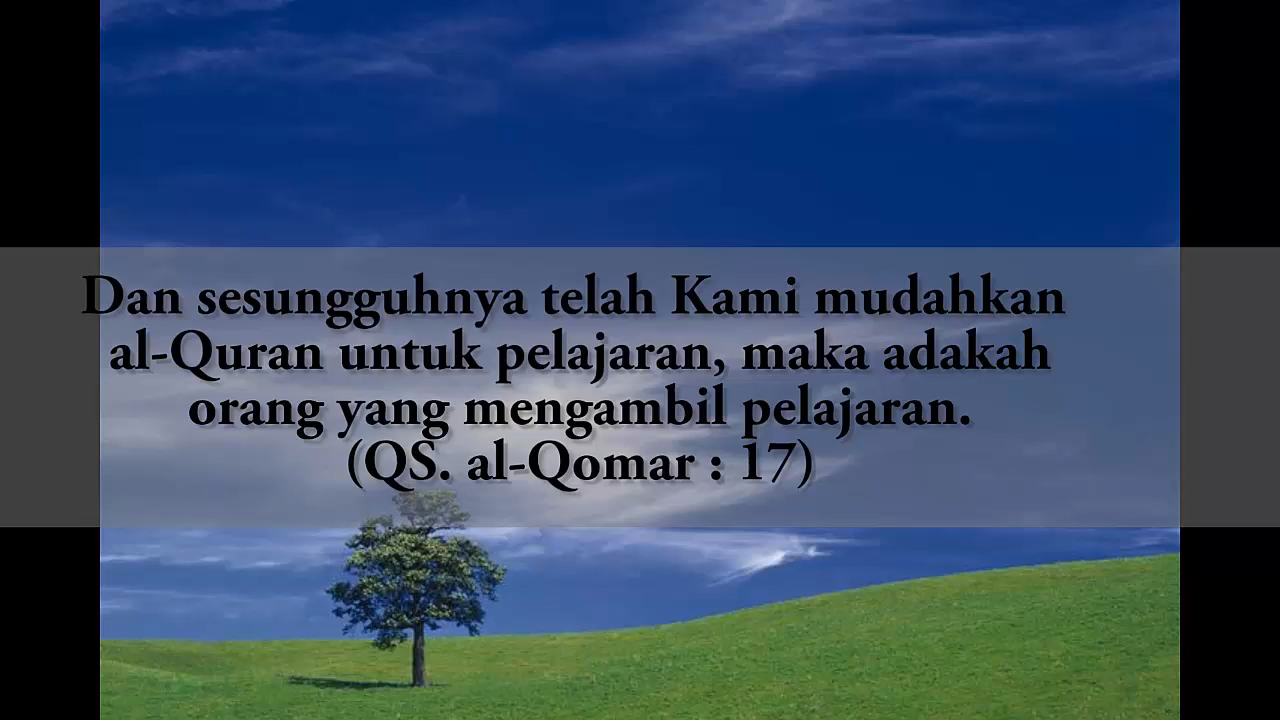 Dan sesungguhnya telah Kami mudahkan
al-Quran untuk pelajaran, maka adakah
orang yang mengambil pelajaran.
(QS. al-Qomar : 17)